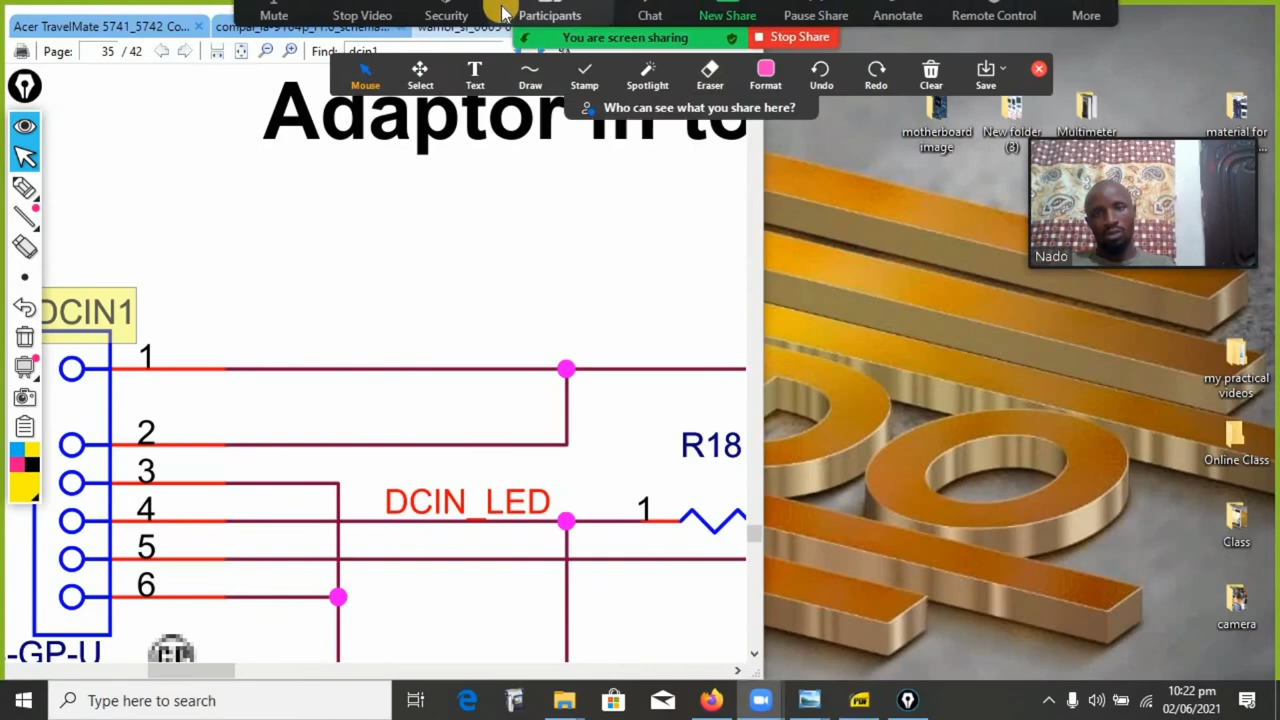 Mute
Stop Video
Security
Participants
Chat
New Share
Pause Share
Annotate
Remote Control
More
You are screen sharing
Stop Share
Acer TravelMate 5741_5742 Co...
Page: 35 / 42
Find: dcin1
Mouse
Select
Text
Draw
Stamp
Spotlight
Eraser
Format
Undo
Redo
Clear
Save
Who can see what you share here?
Adaptor in to
DCIN1
1
2
3
4
5
6
DCIN_LED
1
R18
-GP-U
motherboard image
New folder (3)
Multimeter
material for ...
Nado
my practical videos
Online Class
Class
camera
Type here to search
10:22 pm
02/06/2021